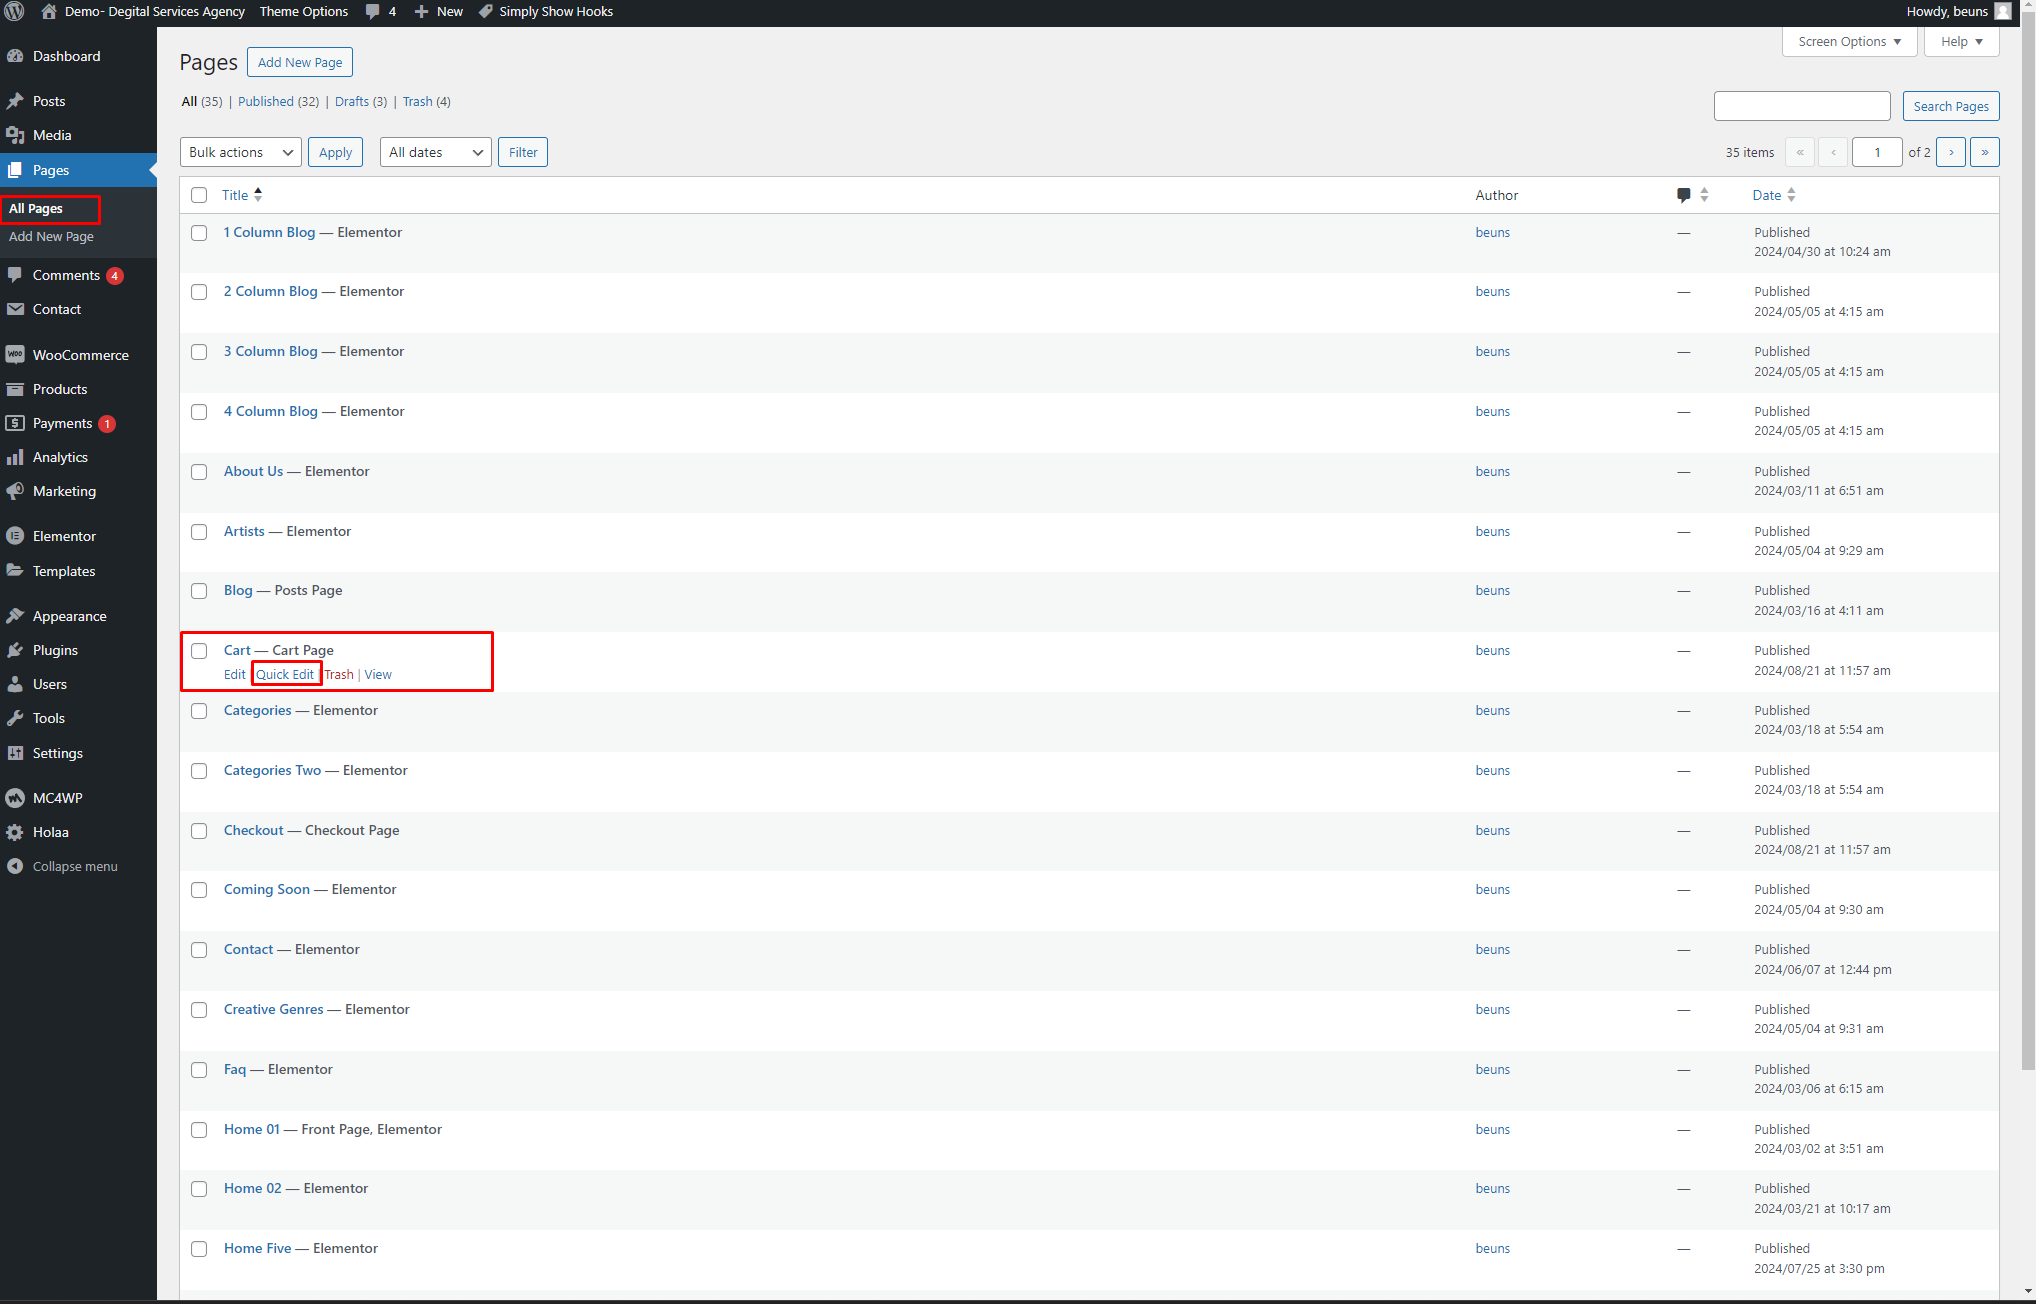 Demo- Degital Services Agency Theme Options 4 New Simply Show Hooks Howdy, beuns
Screen Options Help
Pages Add New Page
All (35) | Published (32) | Drafts (3) | Trash (4)
Search Pages
Bulk actions Apply All dates Filter 35 items « ‹ 1 of 2 › »
Dashboard
Posts
Media
Pages
All Pages
Add New Page
Comments 4
Contact
WooCommerce
Products
Payments 1
Analytics
Marketing
Elementor
Templates
Appearance
Plugins
Users
Tools
Settings
MC4WP
Holaa
Collapse menu
Title Author Date
1 Column Blog — Elementor beuns — Published
2024/04/30 at 10:24 am
2 Column Blog — Elementor beuns — Published
2024/05/05 at 4:15 am
3 Column Blog — Elementor beuns — Published
2024/05/05 at 4:15 am
4 Column Blog — Elementor beuns — Published
2024/05/05 at 4:15 am
About Us — Elementor beuns — Published
2024/03/11 at 6:51 am
Artists — Elementor beuns — Published
2024/05/04 at 9:29 am
Blog — Posts Page beuns — Published
2024/03/16 at 4:11 am
Cart — Cart Page beuns — Published
Edit | Quick Edit | Trash | View 2024/08/21 at 11:57 am
Categories — Elementor beuns — Published
2024/03/18 at 5:54 am
Categories Two — Elementor beuns — Published
2024/03/18 at 5:54 am
Checkout — Checkout Page beuns — Published
2024/08/21 at 11:57 am
Coming Soon — Elementor beuns — Published
2024/05/04 at 9:30 am
Contact — Elementor beuns — Published
2024/06/07 at 12:44 pm
Creative Genres — Elementor beuns — Published
2024/05/04 at 9:31 am
Faq — Elementor beuns — Published
2024/03/06 at 6:15 am
Home 01 — Front Page, Elementor beuns — Published
2024/03/02 at 3:51 am
Home 02 — Elementor beuns — Published
2024/03/21 at 10:17 am
Home Five — Elementor beuns — Published
2024/07/25 at 3:30 pm